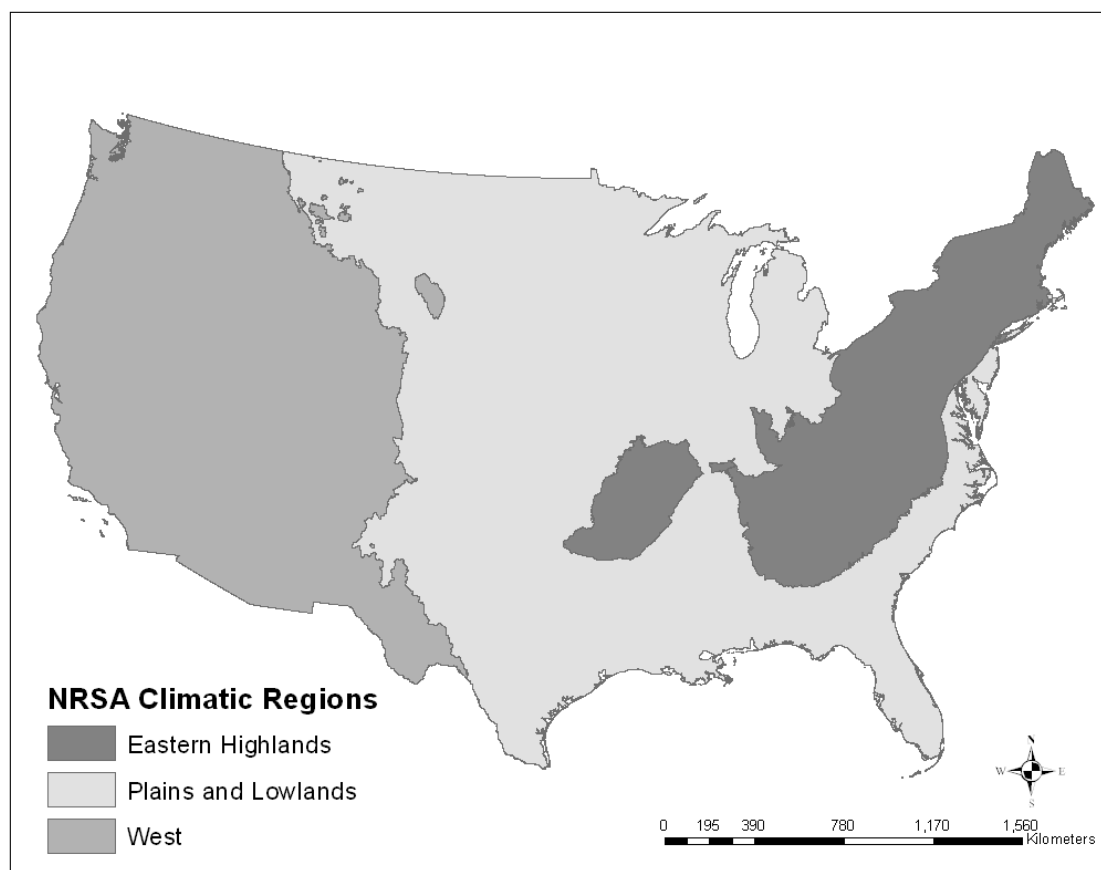 NRSA Climatic Regions
Eastern Highlands
Plains and Lowlands
West
N
W E
S
0 195 390 780 1,170 1,560
Kilometers